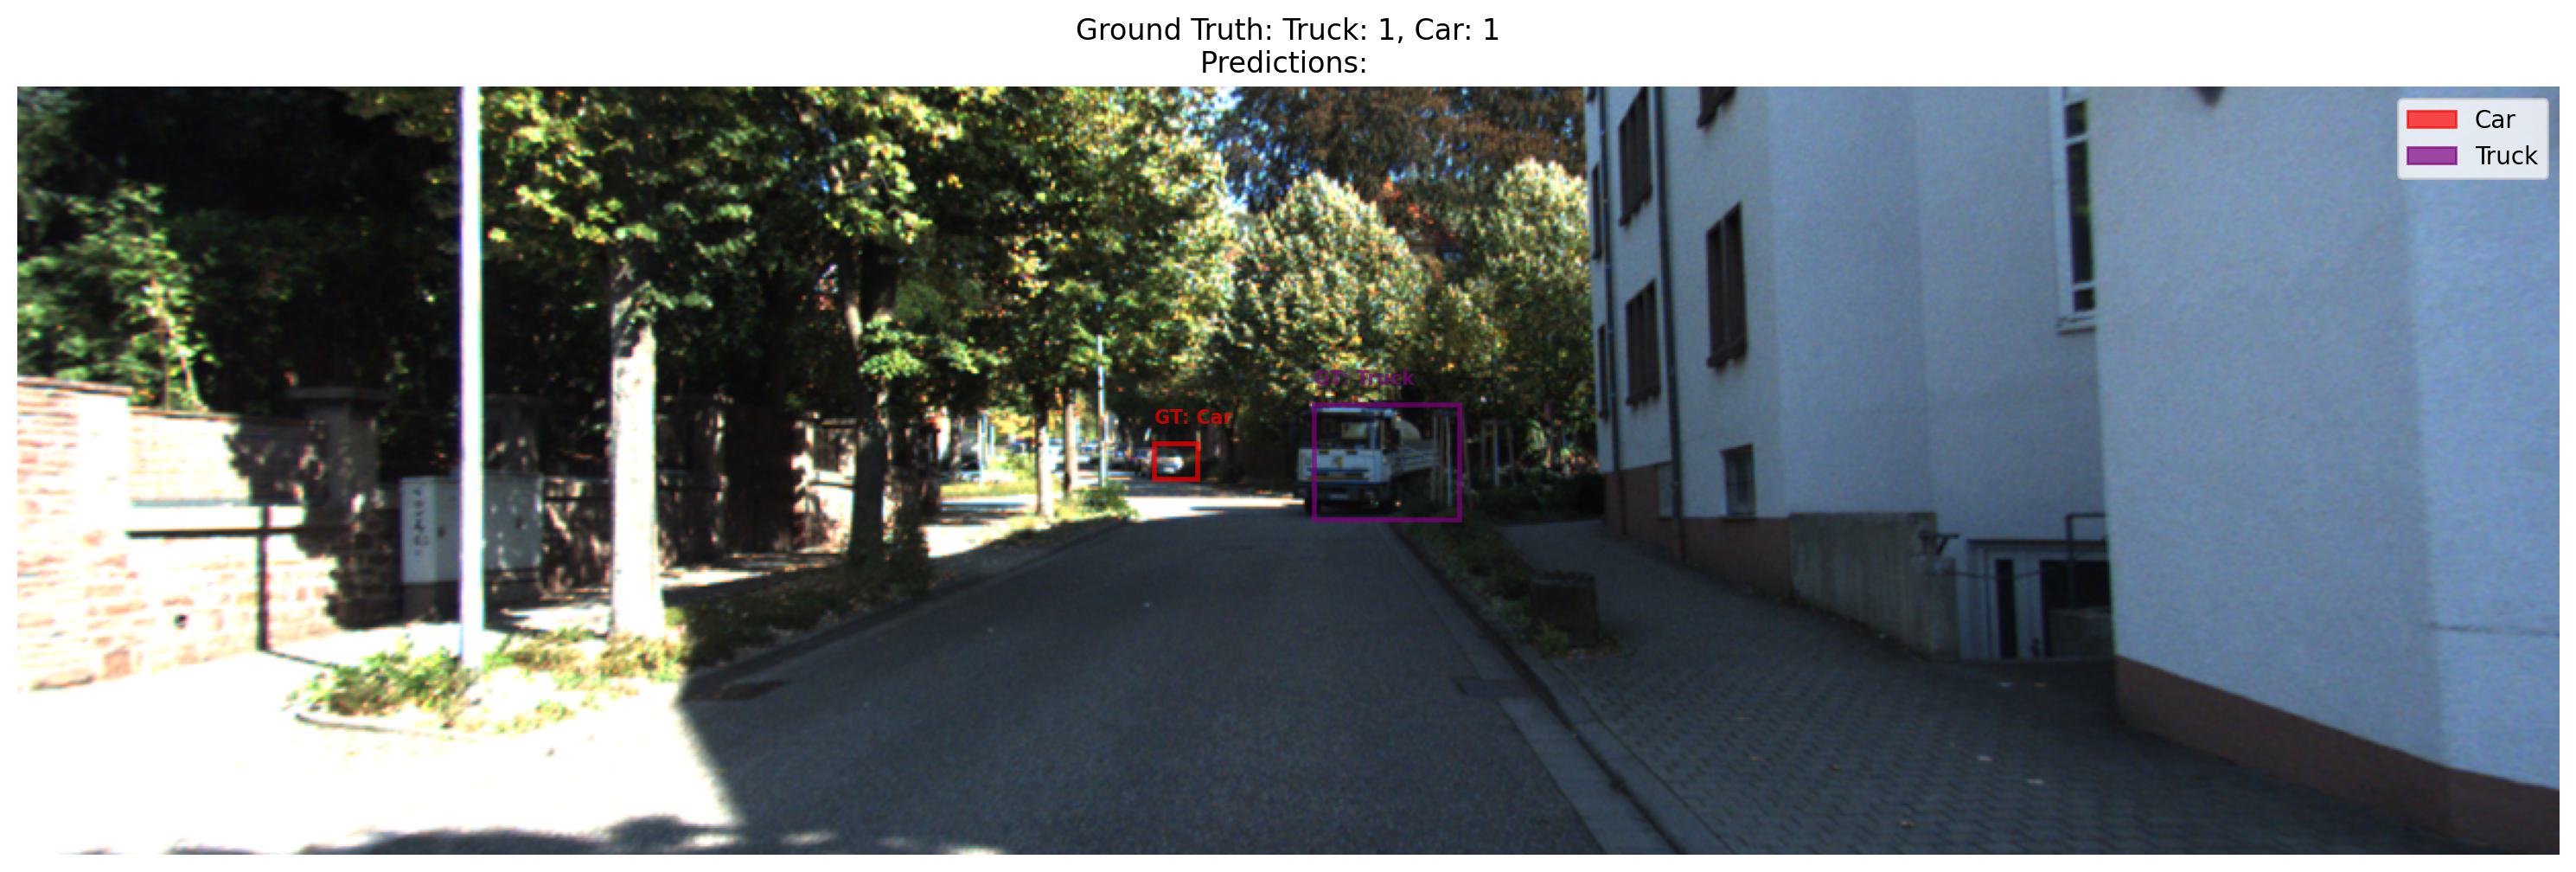 Ground Truth: Truck: 1, Car: 1
Predictions:
Car
Truck
GT: Truck
GT: Car